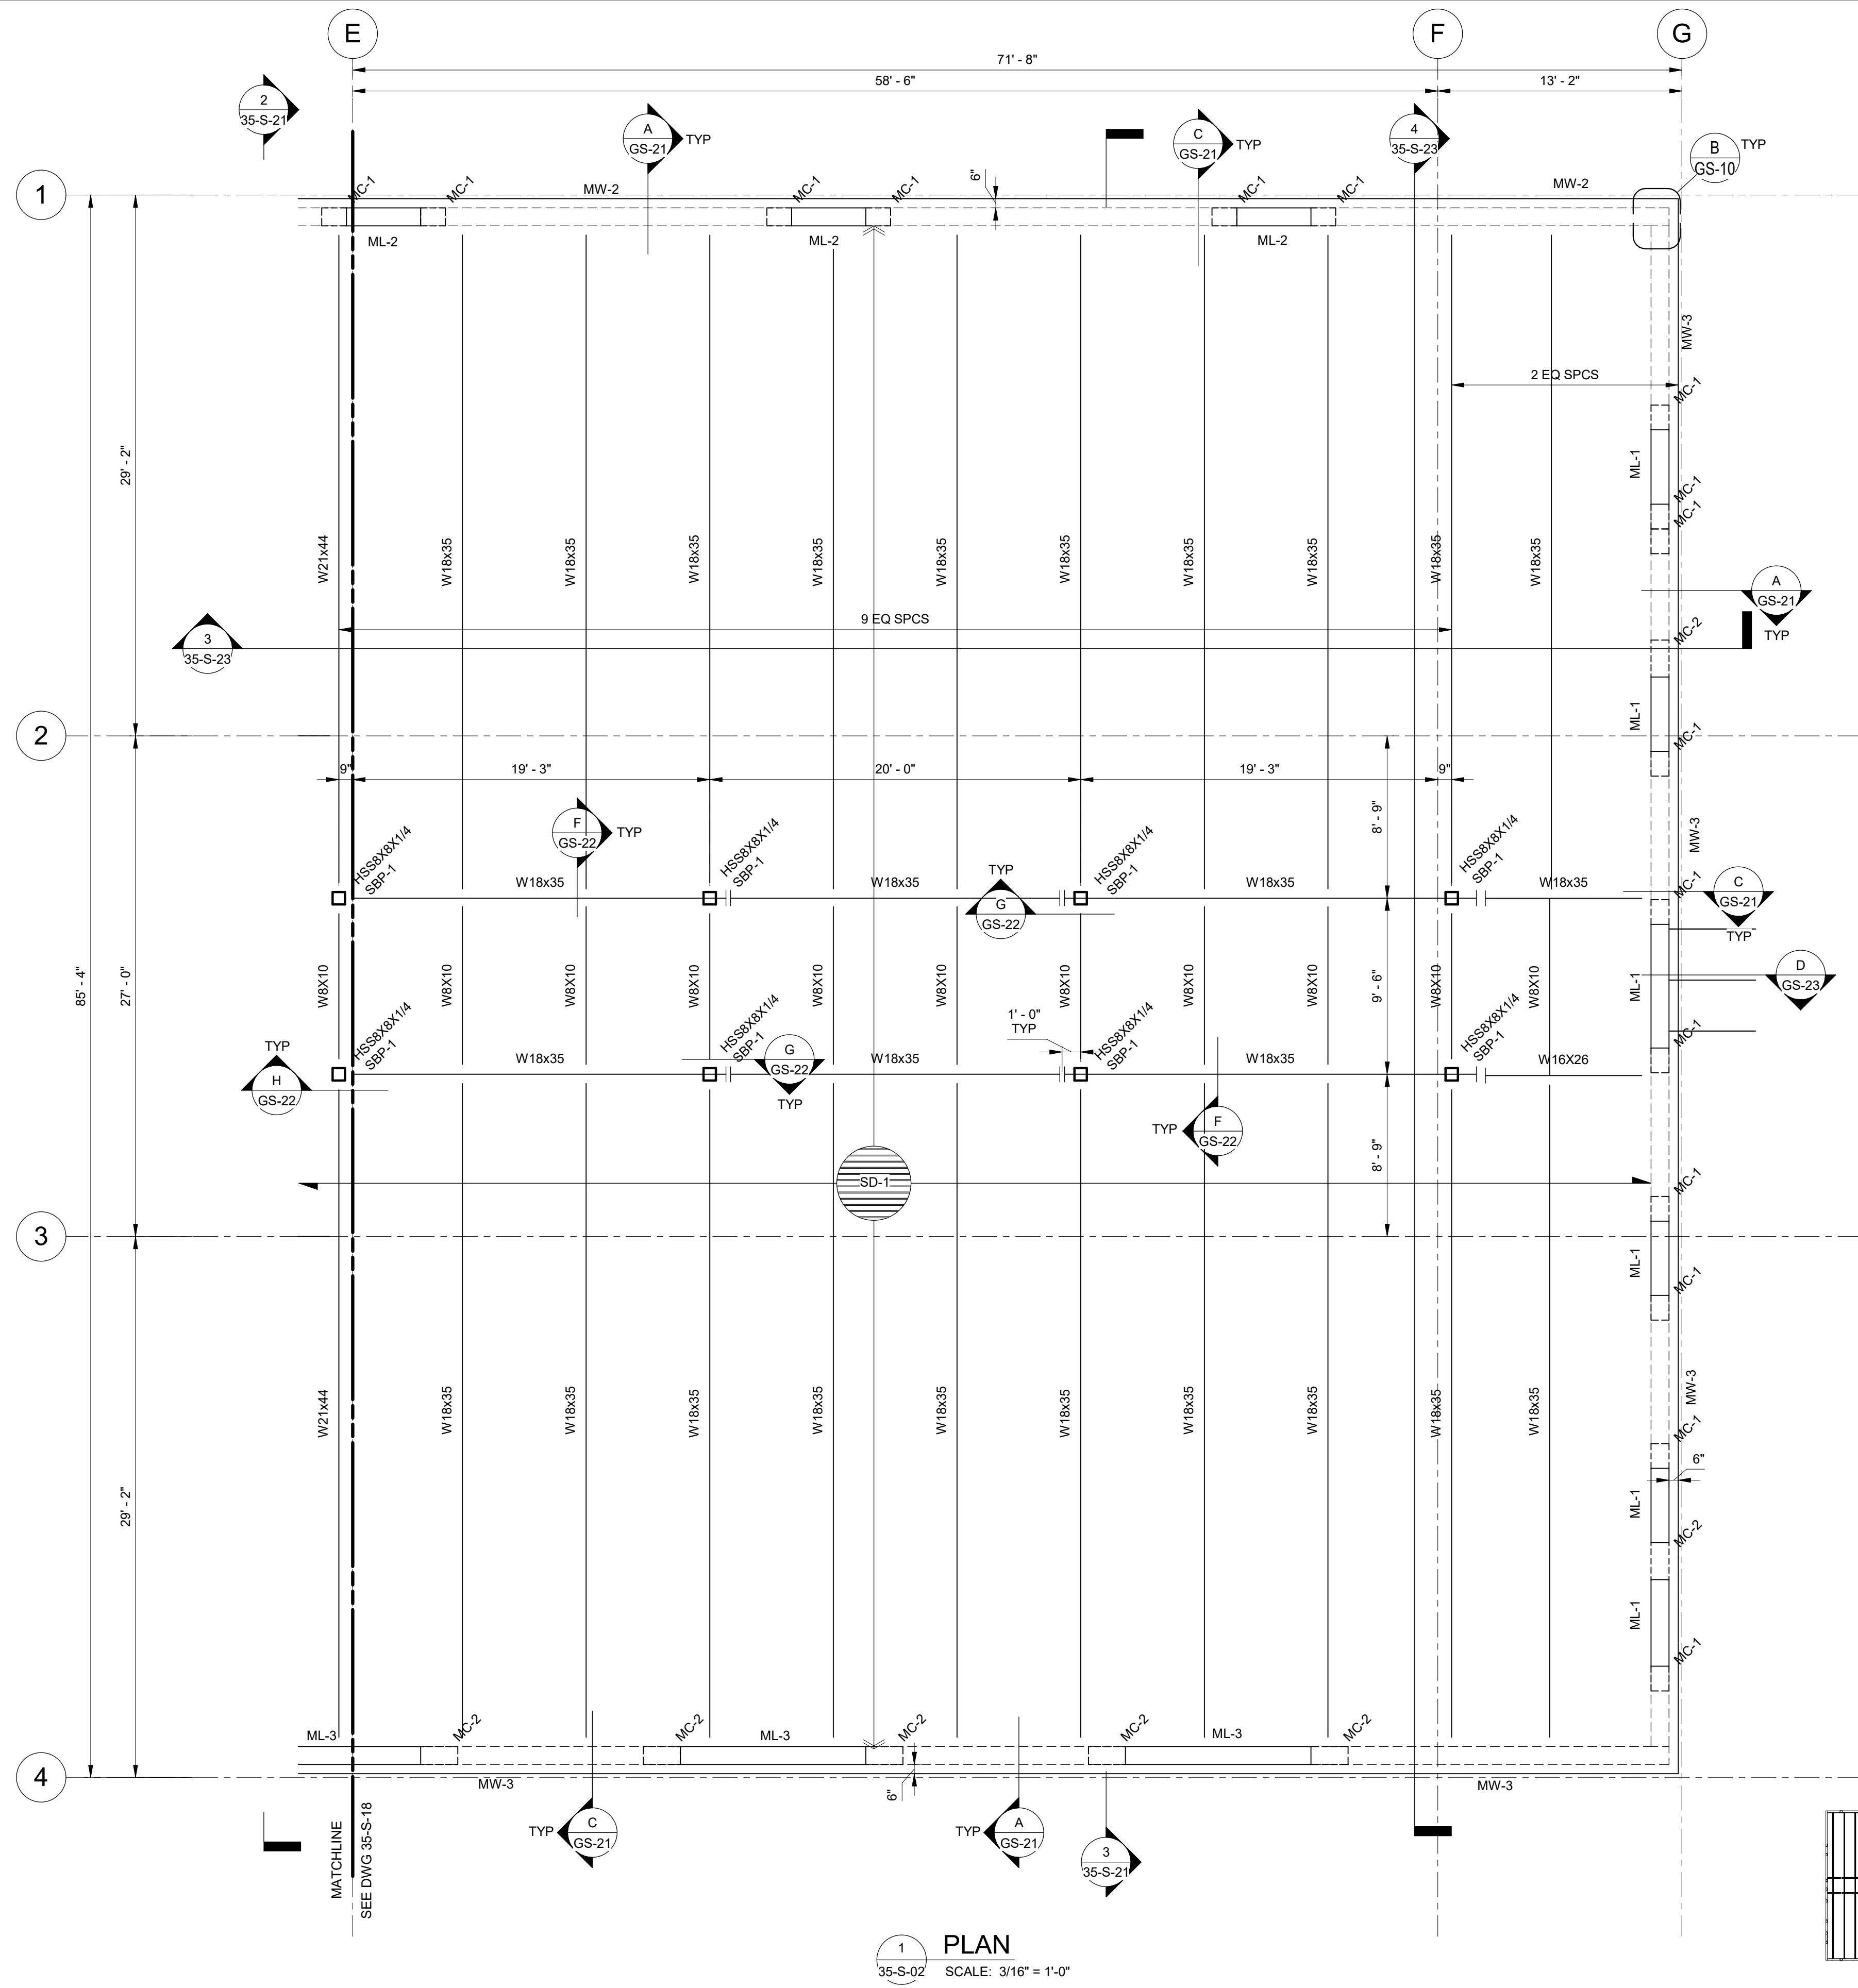 E
F
G
71' - 8"
58' - 6"
13' - 2"
2
35-S-21
A
GS-21
TYP
C
GS-21
TYP
4
35-S-23
B
GS-10
TYP
1
MC-1
MC-1
MW-2
MC-1
MC-1
6"
MC-1
MC-1
MW-2
ML-2
ML-2
ML-2
MW-3
2 EQ SPCS
MC-1
29' - 2"
ML-1
MC-1
MC-1
W21x44
W18x35
W18x35
W18x35
W18x35
W18x35
W18x35
W18x35
W18x35
W18x35
W18x35
A
GS-21
TYP
9 EQ SPCS
3
35-S-23
MC-2
ML-1
MC-1
2
9"
19' - 3"
20' - 0"
19' - 3"
9"
8' - 9"
F
GS-22
TYP
MW-3
HSS8X8X1/4
SBP-1
HSS8X8X1/4
SBP-1
HSS8X8X1/4
SBP-1
HSS8X8X1/4
SBP-1
W18x35
W18x35
TYP
G
GS-22
W18x35
W18x35
MC-1
C
GS-21
TYP
85' - 4"
27' - 0"
W8X10
W8X10
W8X10
W8X10
W8X10
W8X10
W8X10
W8X10
W8X10
W8X10
W8X10
9' - 6"
ML-1
D
GS-23
MC-1
HSS8X8X1/4
SBP-1
HSS8X8X1/4
SBP-1
1' - 0"
TYP
HSS8X8X1/4
SBP-1
HSS8X8X1/4
SBP-1
TYP
H
GS-22
W18x35
G
GS-22
TYP
W18x35
W18x35
W16X26
TYP
F
GS-22
8' - 9"
SD-1
MC-1
3
ML-1
MC-1
29' - 2"
W21x44
W18x35
W18x35
W18x35
W18x35
W18x35
W18x35
W18x35
W18x35
W18x35
W18x35
MW-3
MC-1
6"
ML-1
MC-2
ML-1
MC-1
ML-3
MC-2
MC-2
ML-3
MC-2
MC-2
ML-3
MC-2
4
MW-3
6"
MW-3
MATCHLINE
SEE DWG 35-S-18
TYP
C
GS-21
TYP
A
GS-21
3
35-S-21
1
35-S-02
PLAN
SCALE: 3/16" = 1'-0"